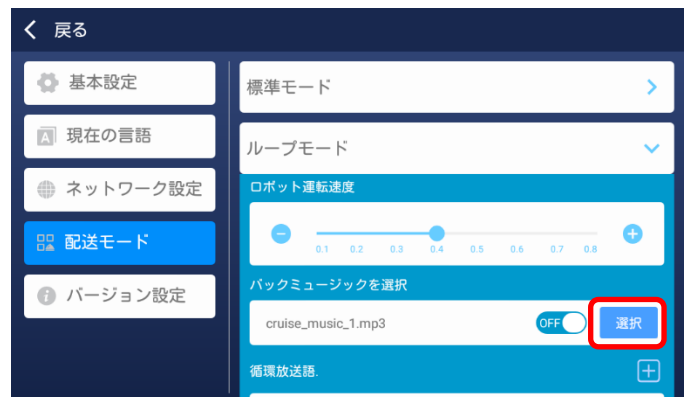 戻る
基本設定
現在の言語
ネットワーク設定
配送モード
バージョン設定
標準モード
ループモード
ロボット運転速度
0.1 0.2 0.3 0.4 0.5 0.6 0.7 0.8
バックミュージックを選択
cruise_music_1.mp3 OFF 選択
循環放送語.